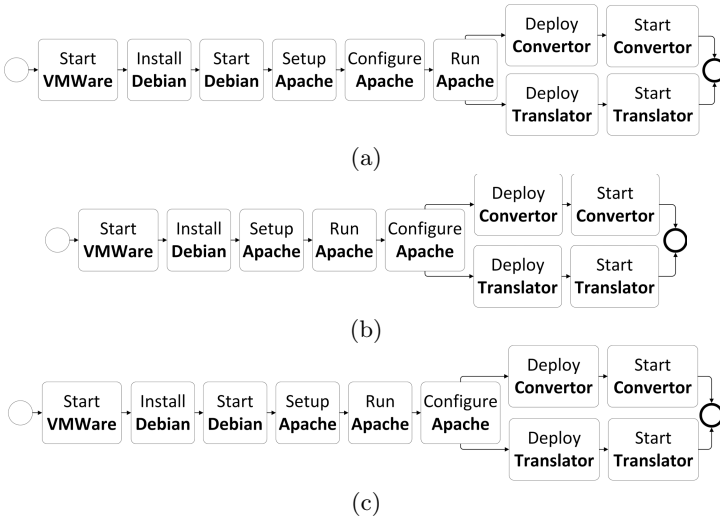 Start
VMWare
Install
Debian
Start
Debian
Setup
Apache
Configure
Apache
Run
Apache
Deploy
Convertor
Start
Convertor
Deploy
Translator
Start
Translator
(a)
Start
VMWare
Install
Debian
Setup
Apache
Run
Apache
Configure
Apache
Deploy
Convertor
Start
Convertor
Deploy
Translator
Start
Translator
(b)
Start
VMWare
Install
Debian
Start
Debian
Setup
Apache
Run
Apache
Configure
Apache
Deploy
Convertor
Start
Convertor
Deploy
Translator
Start
Translator
(c)